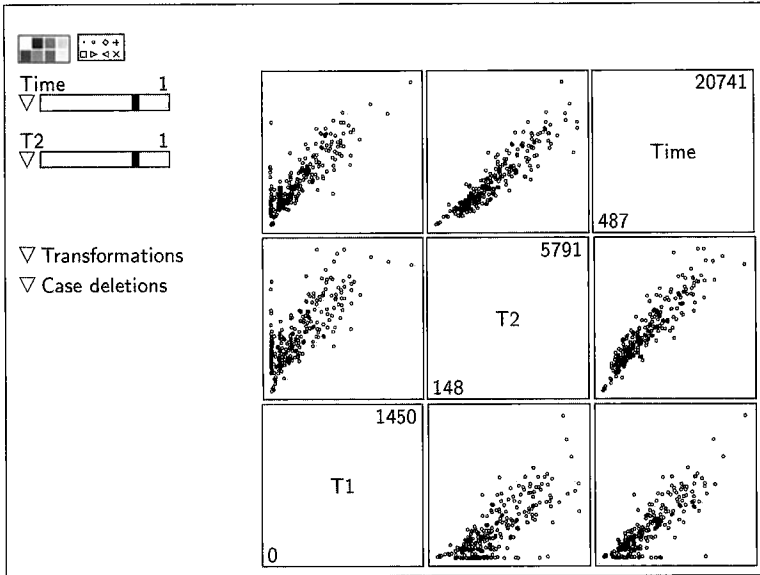 Time 1
T2 1
▽ Transformations
▽ Case deletions
20741
Time
487
5791
T2
148
1450
T1
0